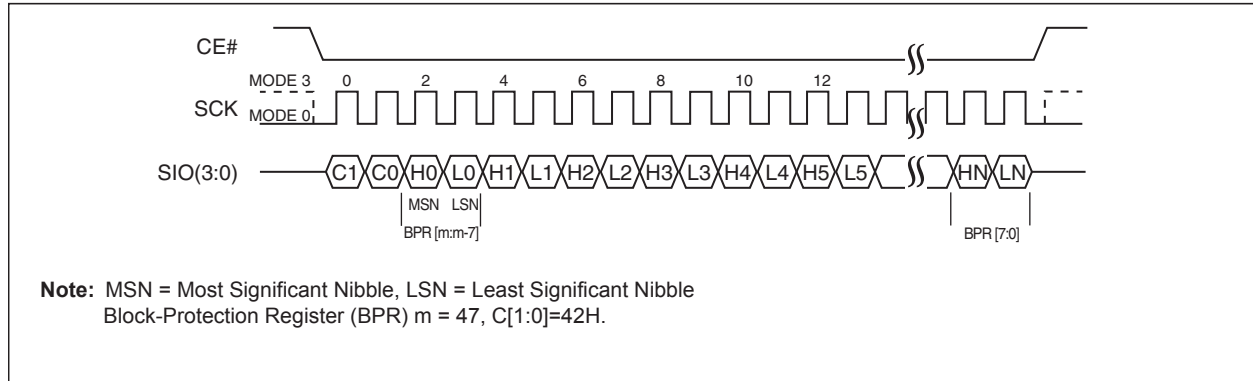 CE#
MODE 3 0 2 4 6 8 10 12
SCK
MODE 0
SIO(3:0) C1 C0 H0 L0 H1 L1 H2 L2 H3 L3 H4 L4 H5 L5 HN LN
MSN LSN
BPR [m:m-7] BPR [7:0]
Note: MSN = Most Significant Nibble, LSN = Least Significant Nibble
Block-Protection Register (BPR) m = 47, C[1:0]=42H.